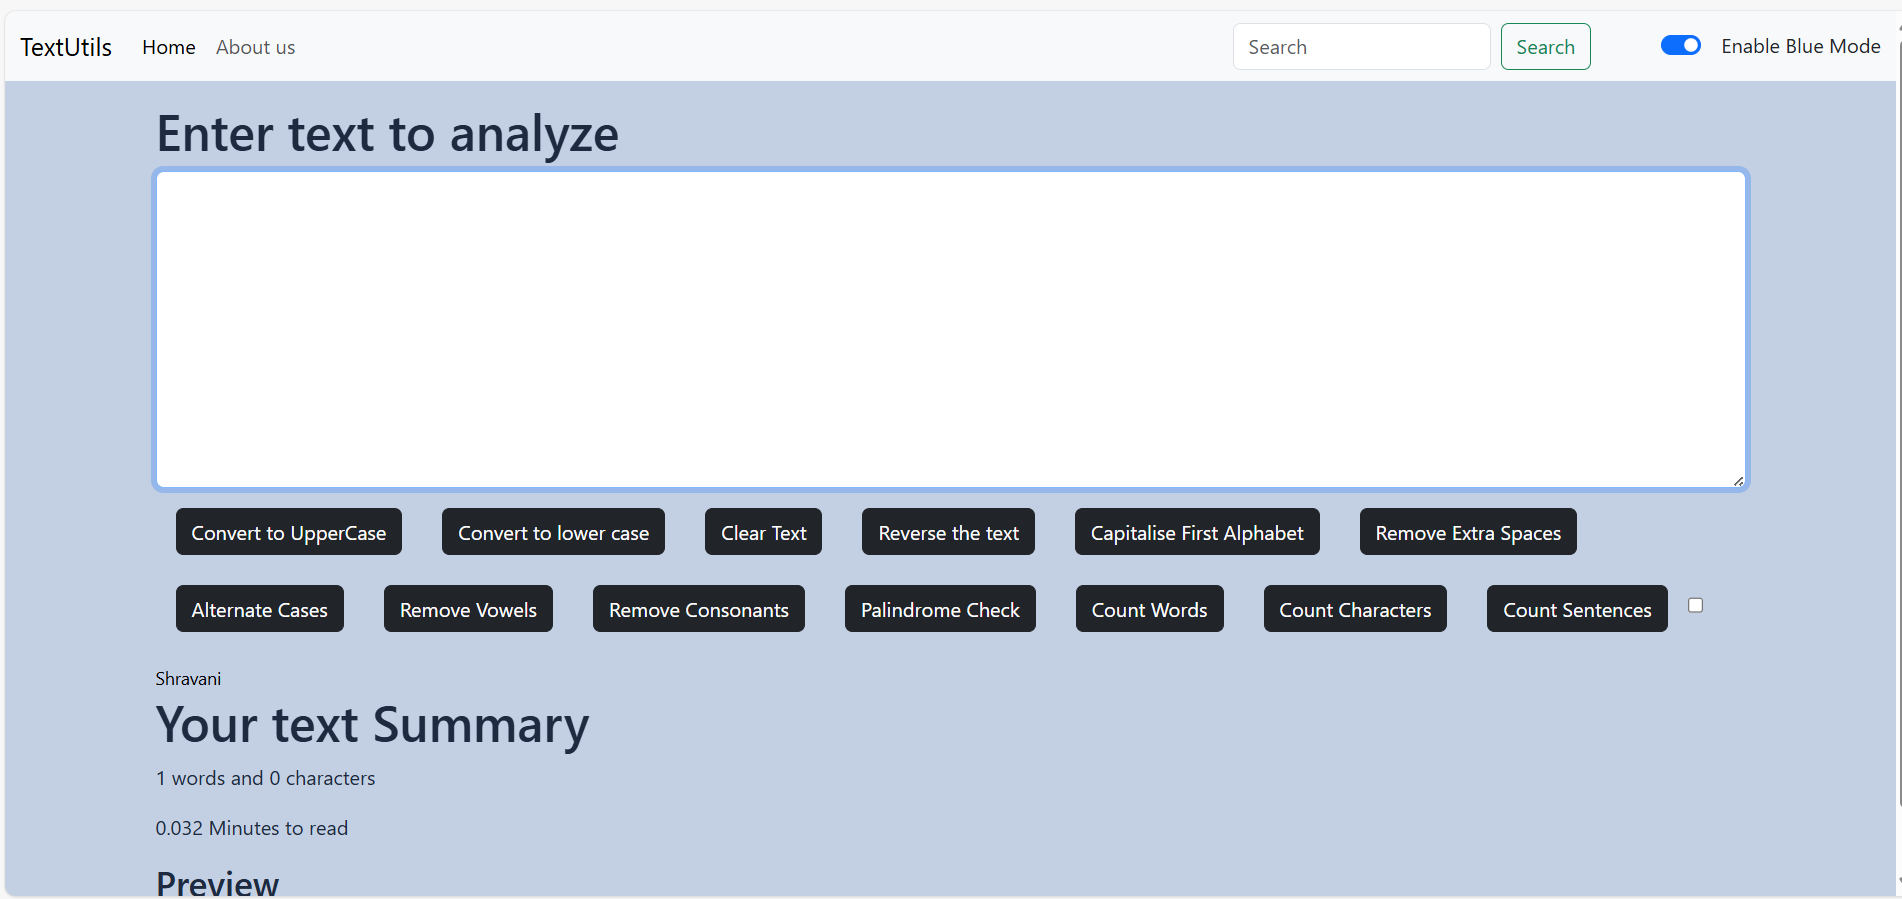 TextUtils Home About us Search Search Enable Blue Mode
Enter text to analyze
Convert to UpperCase Convert to lower case Clear Text Reverse the text Capitalise First Alphabet Remove Extra Spaces
Alternate Cases Remove Vowels Remove Consonants Palindrome Check Count Words Count Characters Count Sentences
Shravani
Your text Summary
1 words and 0 characters
0.032 Minutes to read
Preview